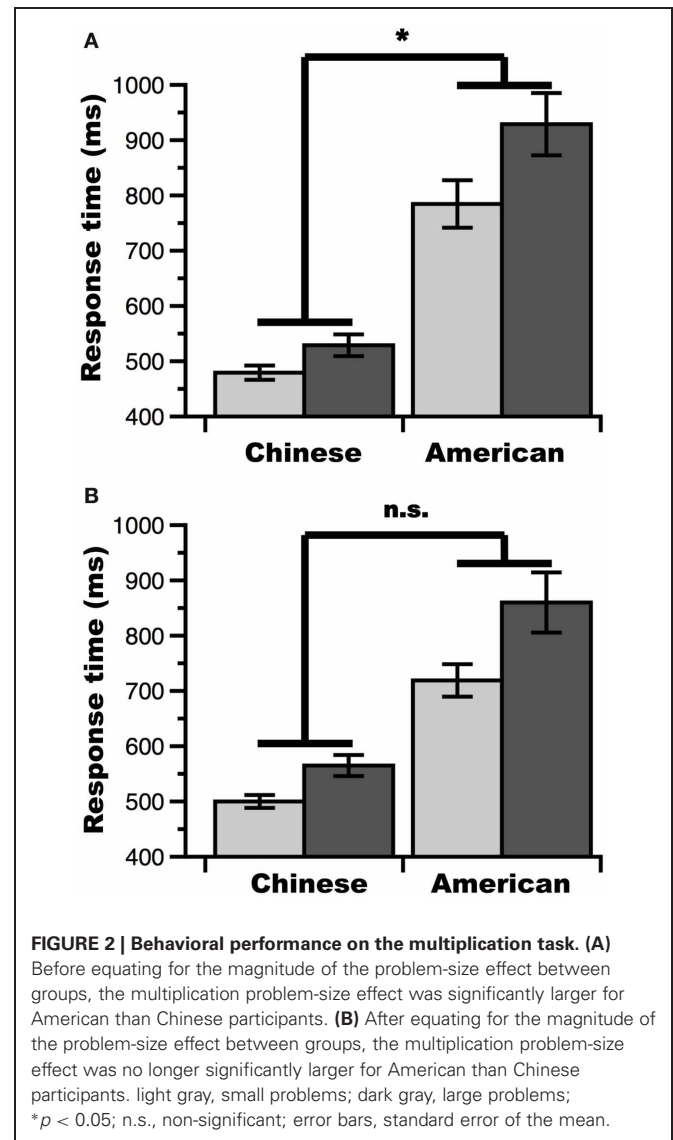 A
*
Response time (ms)
1000
900
800
700
600
500
400
Chinese American
B
n.s.
Response time (ms)
1000
900
800
700
600
500
400
Chinese American
FIGURE 2 | Behavioral performance on the multiplication task. (A)
Before equating for the magnitude of the problem-size effect between
groups, the multiplication problem-size effect was significantly larger for
American than Chinese participants. (B) After equating for the magnitude of
the problem-size effect between groups, the multiplication problem-size
effect was no longer significantly larger for American than Chinese
participants. light gray, small problems; dark gray, large problems;
*p < 0.05; n.s., non-significant; error bars, standard error of the mean.